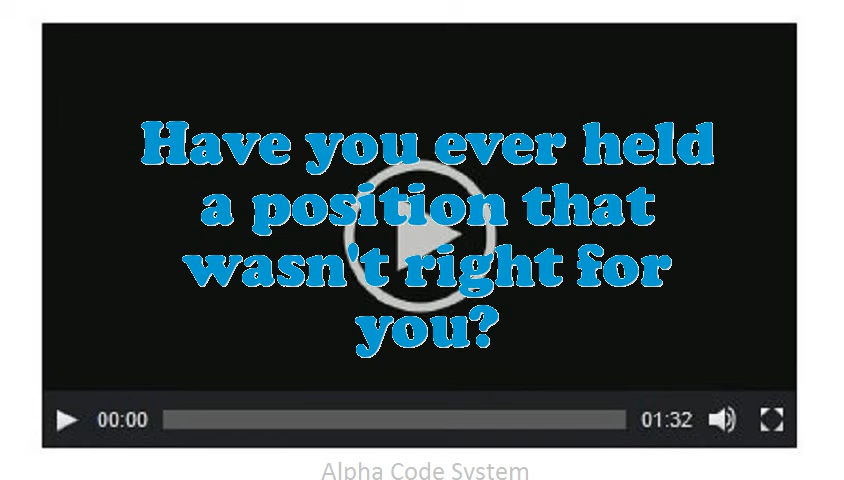 Have you ever held
a position that
wasn't right for
you?
00:00 01:32
Alpha Code System